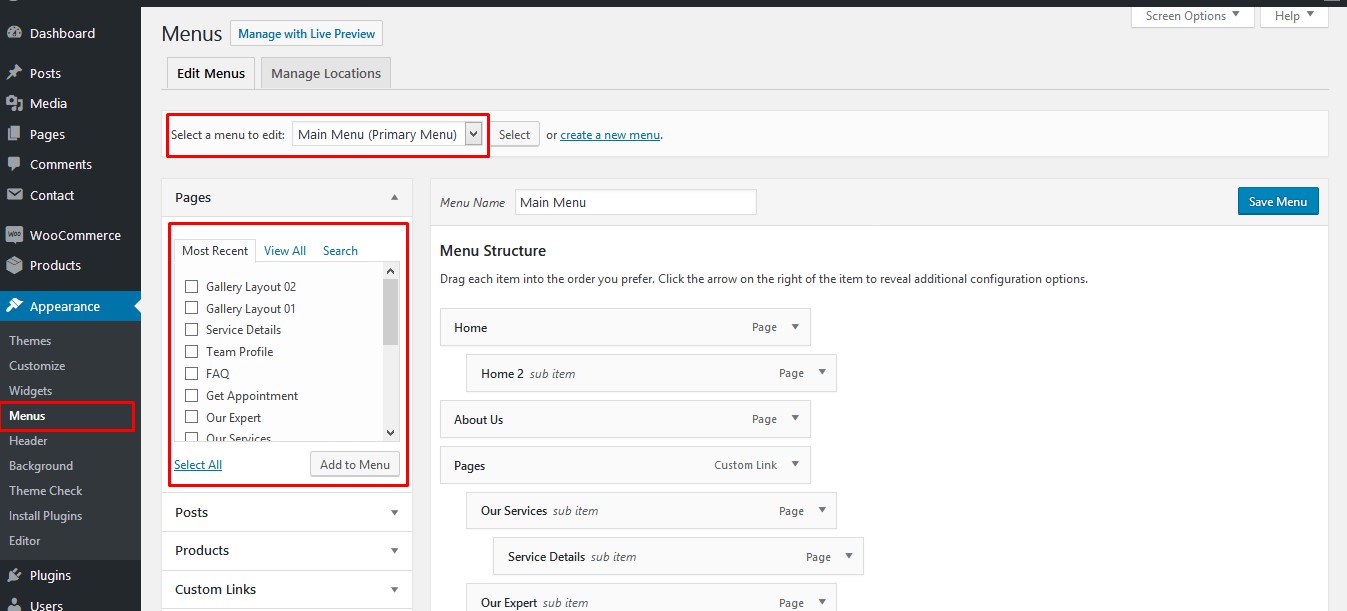 Screen Options
Help
Dashboard
Posts
Media
Pages
Comments
Contact
Woo WooCommerce
Products
Appearance
Themes
Customize
Widgets
Menus
Header
Background
Theme Check
Install Plugins
Editor
Plugins
Users
Menus Manage with Live Preview
Edit Menus Manage Locations
Select a menu to edit: Main Menu (Primary Menu) Select or create a new menu.
Pages
Most Recent View All Search
Gallery Layout 02
Gallery Layout 01
Service Details
Team Profile
FAQ
Get Appointment
Our Expert
Our Services
Select All Add to Menu
Posts
Products
Custom Links
Menu Name Main Menu Save Menu
Menu Structure
Drag each item into the order you prefer. Click the arrow on the right of the item to reveal additional configuration options.
Home Page
Home 2 sub item Page
About Us Page
Pages Custom Link
Our Services sub item Page
Service Details sub item Page
Our Expert sub item Page